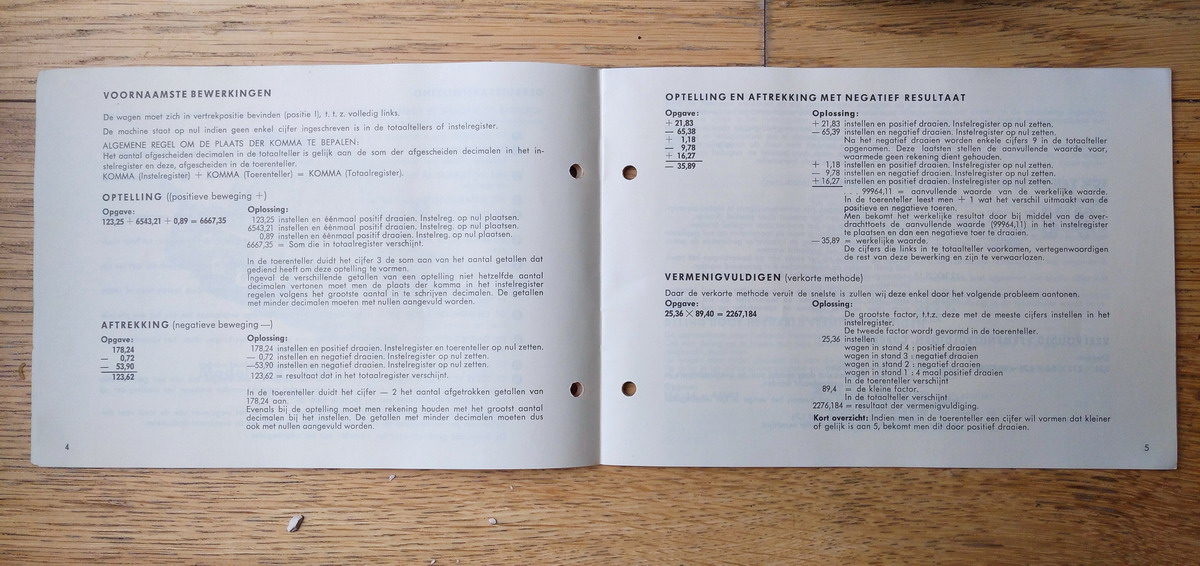 VOORNAAMSTE BEWERKINGEN
De wagen moet zich in vertrekpositie bevinden (positie I), t. t. z. volledig links.
De machine staat op nul indien geen enkel cijfer ingeschreven is in de totaaltellers of instelregister.
ALGEMENE REGEL OM DE PLAATS DER KOMMA TE BEPALEN:
Het aantal afgescheiden decimalen in de totaalteller is gelijk aan de som der afgescheiden decimalen in het in-
stelregister en deze, afgescheiden in de toerenteller.
KOMMA (Instelregister) + KOMMA (Toerenteller) = KOMMA (Totaalregister).
OPTELLING ((positieve beweging +)
Opgave:
123,25 + 6543,21 + 0,89 = 6667,35
Oplossing:
123,25 instellen en éénmaal positif draaien. Instelreg. op nul plaatsen.
6543,21 instellen en éénmaal positif draaien. Instelreg. op nul plaatsen.
0,89 instellen en éénmaal positif draaien. Instelreg. op nul plaatsen.
6667,35 = Som die in totaalregister verschijnt.
In de toerenteller duidt het cijfer 3 de som aan van het aantal getallen dat
gediend heeft om deze optelling te vormen.
Ingeval de verschillende getallen van een optelling niet hetzelfde aantal
decimalen vertonen moet men de plaats der komma in het instelregister
regelen volgens het grootste aantal in te schrijven decimalen. De getallen
met minder decimalen moeten met nullen aangevuld worden.
AFTREKKING (negatieve beweging —)
Opgave:
178,24
— 0,72
— 53,90
123,62
Oplossing:
178,24 instellen en positief draaien. Instelregister en toerenteller op nul zetten.
— 0,72 instellen en negatief draaien. Instelregister op nul zetten.
—53,90 instellen en negatief draaien. Instelregister op nul zetten.
123,62 = resultaat dat in het totaalregister verschijnt.
In de toerenteller duidt het cijfer — 2 het aantal afgetrokken getallen van
178,24 aan.
Evenals bij de optelling moet men rekening houden met het grootst aantal
decimalen bij het instellen. De getallen met minder decimalen moeten dus
ook met nullen aangevuld worden.
4
OPTELLING EN AFTREKKING MET NEGATIEF RESULTAAT
Opgave:
+ 21,83
— 65,38
+ 1,18
— 9,78
+ 16,27
— 35,89
Oplossing:
+ 21,83 instellen en positief draaien. Instelregister op nul zetten.
— 65,39 instellen en negatief draaien. Instelregister op nul zetten.
Na het negatief draaien worden enkele cijfers 9 in de totaalteller
opgenomen. Deze laatsten stellen de aanvullende waarde voor,
waarmede geen rekening dient gehouden.
+ 1,18 instellen en positief draaien. Instelregister op nul zetten.
— 9,78 instellen en negatief draaien. Instelregister op nul zetten.
+ 16,27 instellen en positief draaien. Instelregister op nul zetten.
. . . 99964,11 = aanvullende waarde van de werkelijke waarde.
In de toerenteller leest men + 1 wat het verschil uitmaakt van de
positieve en negatieve toeren.
Men bekomt het werkelijke resultat door bij middel van de over-
drachttoets de aanvullende waarde (99964,11) in het instelregister
te plaatsen en dan een negatieve toer te draaien.
— 35,89 = werkelijke waarde.
De cijfers die links in te totaalteller voorkomen, vertegenwoordigen
de rest van deze bewerking en zijn te verwaarlozen.
VERMENIGVULDIGEN (verkorte methode)
Daar de verkorte methode veruit de snelste is zullen wij deze enkel door het volgende probleem aantonen.
Opgave:
25,36 × 89,40 = 2267,184
Oplossing:
De grootste factor, t.t.z. deze met de meeste cijfers instellen in het
instelregister.
De tweede factor wordt gevormd in de toerenteller.
25,36 instellen
wagen in stand 4 : positief draaien
wagen in stand 3 : negatief draaien
wagen in stand 2 : negatief draaien
wagen in stand 1 : 4 maal positief draaien
In de toerenteller verschijnt
89,4 = de kleine factor.
In de totaalteller verschijnt
2276,184 = resultaat der vermenigvuldiging.
Kort overzicht: Indien men in de toerenteller een cijfer wil vormen dat kleiner
of gelijk is aan 5, bekomt men dit door positief draaien.
5